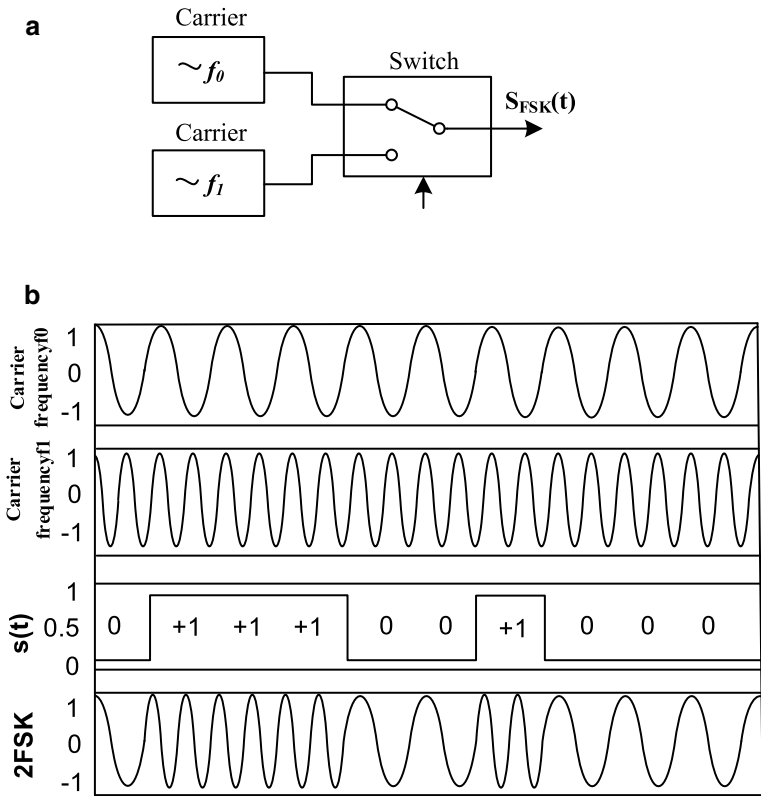 a
Carrier
~ f0
Carrier
~ f1
Switch
SFSK(t)
b
Carrier
frequencyf0
1
0
-1
Carrier
frequencyf1
1
0
-1
s(t)
1
0.5
0
0 +1 +1 +1 0 0 +1 0 0 0
2FSK
1
0
-1